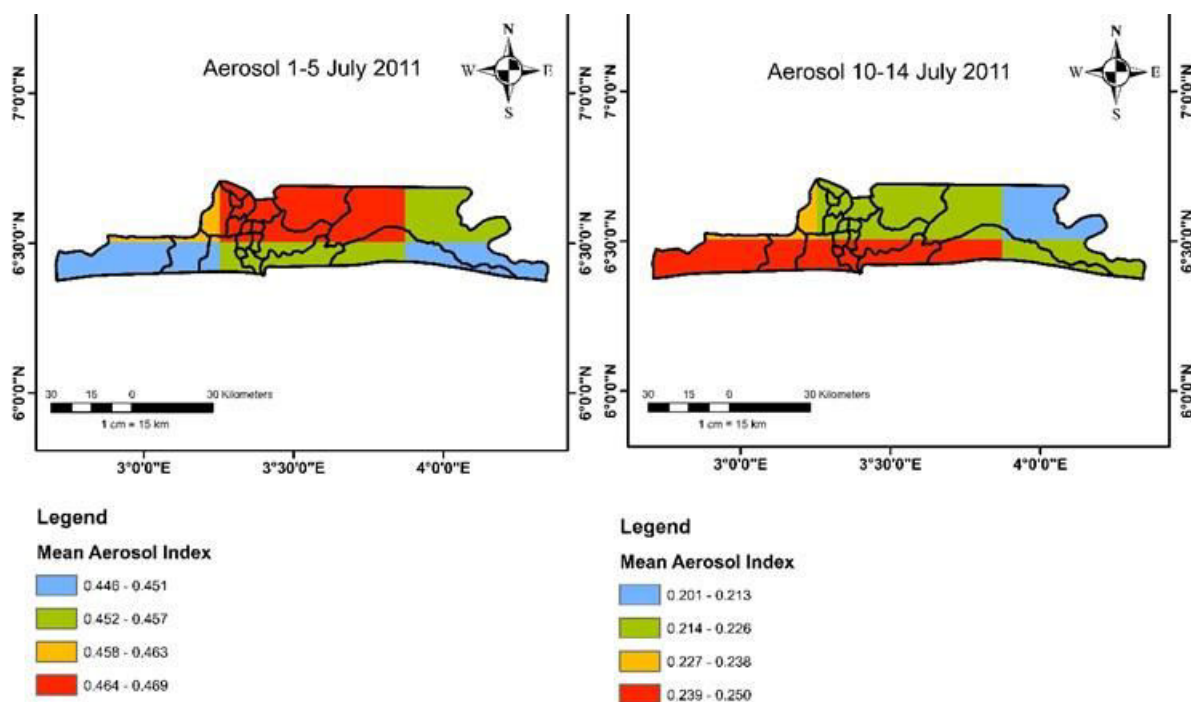 Aerosol 1-5 July 2011
N
W E
S
7°0'0"N
6°30'0"N
6°0'0"N
7°0'0"N
6°30'0"N
6°0'0"N
30 15 0 30 Kilometers
1 cm = 15 km
3°0'0"E 3°30'0"E 4°0'0"E
Legend
Mean Aerosol Index
0.446 - 0.451
0.452 - 0.457
0.458 - 0.463
0.464 - 0.469
Aerosol 10-14 July 2011
N
W E
S
7°0'0"N
6°30'0"N
6°0'0"N
7°0'0"N
6°30'0"N
6°0'0"N
30 15 0 30 Kilometers
1 cm = 15 km
3°0'0"E 3°30'0"E 4°0'0"E
Legend
Mean Aerosol Index
0.201 - 0.213
0.214 - 0.226
0.227 - 0.238
0.239 - 0.250